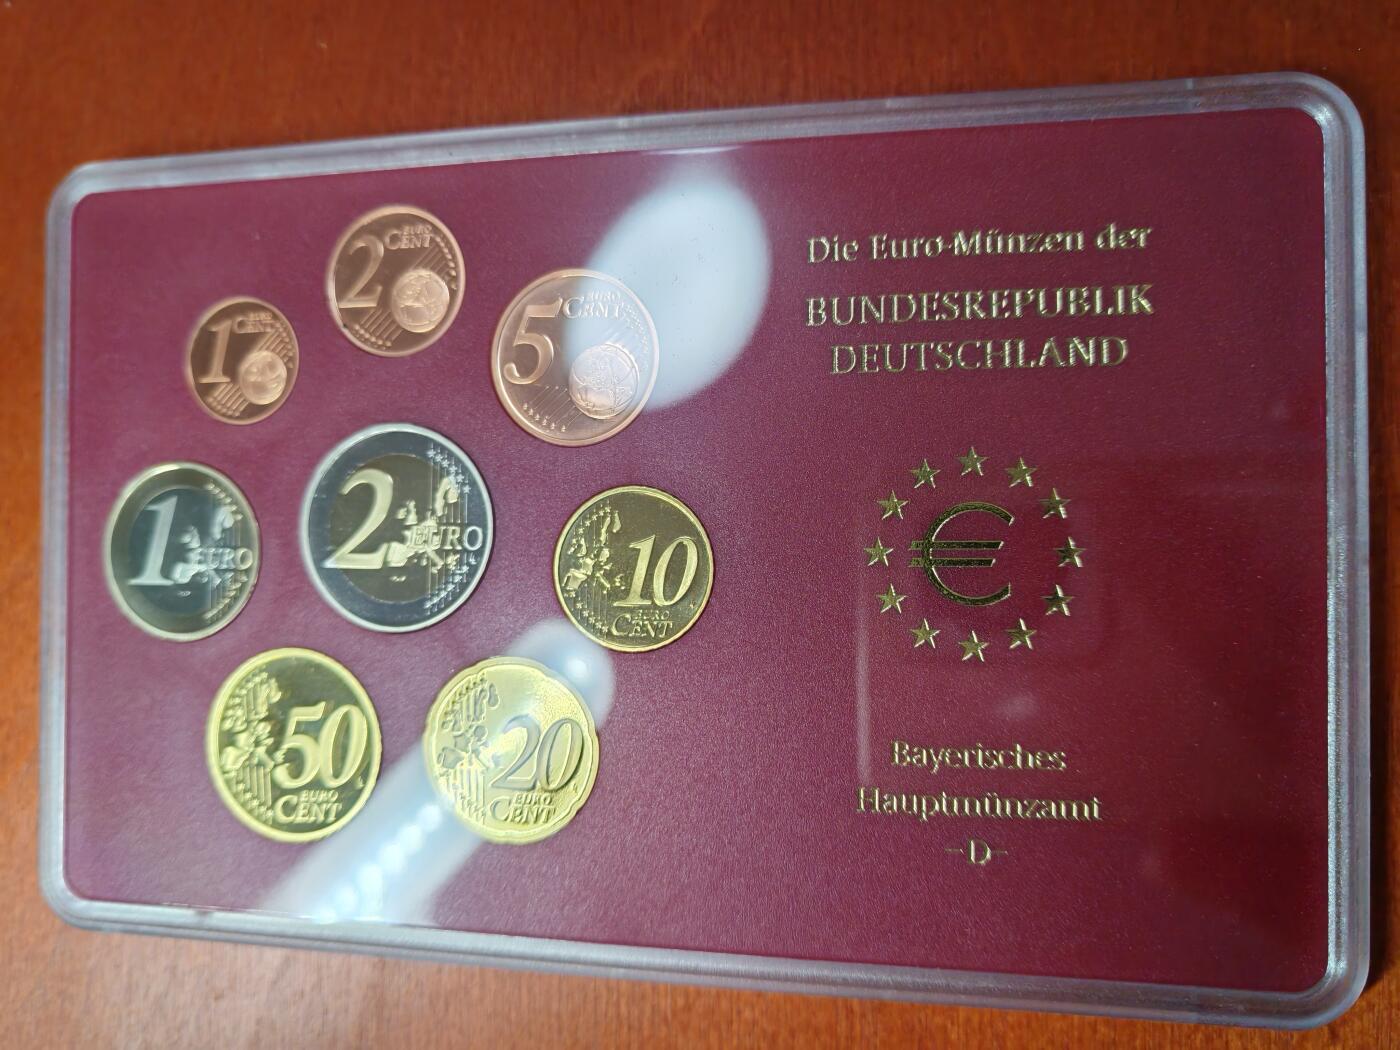 Die Euro-Münzen der
BUNDESREPUBLIK
DEUTSCHLAND
€
Bayerisches
Hauptmünzamt
-D-
1 EURO CENT
2 EURO CENT
5 EURO CENT
1 EURO
2 EURO
10 EURO CENT
50 EURO CENT
20 EURO CENT